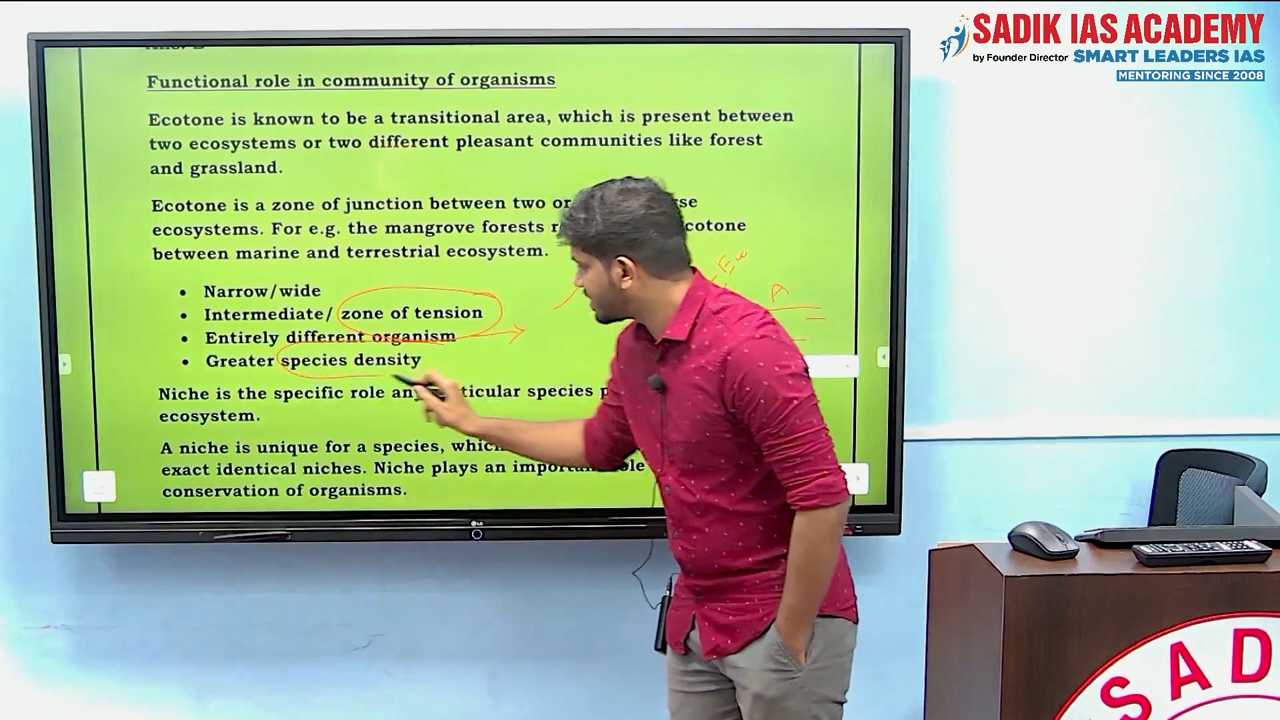 SADIK IAS ACADEMY
by Founder Director SMART LEADERS IAS
MENTORING SINCE 2008
Functional role in community of organisms
Ecotone is known to be a transitional area, which is present between
two ecosystems or two different pleasant communities like forest
and grassland.
Ecotone is a zone of junction between two or
ecosystems. For e.g. the mangrove forests
between marine and terrestrial ecosystem.
• Narrow/wide
• Intermediate/ zone of tension
• Entirely different organism
• Greater species density
A
Niche is the specific role
ecosystem.
A niche is unique for a species,
exact identical niches. Niche plays an
conservation of organisms.
LG
SAD